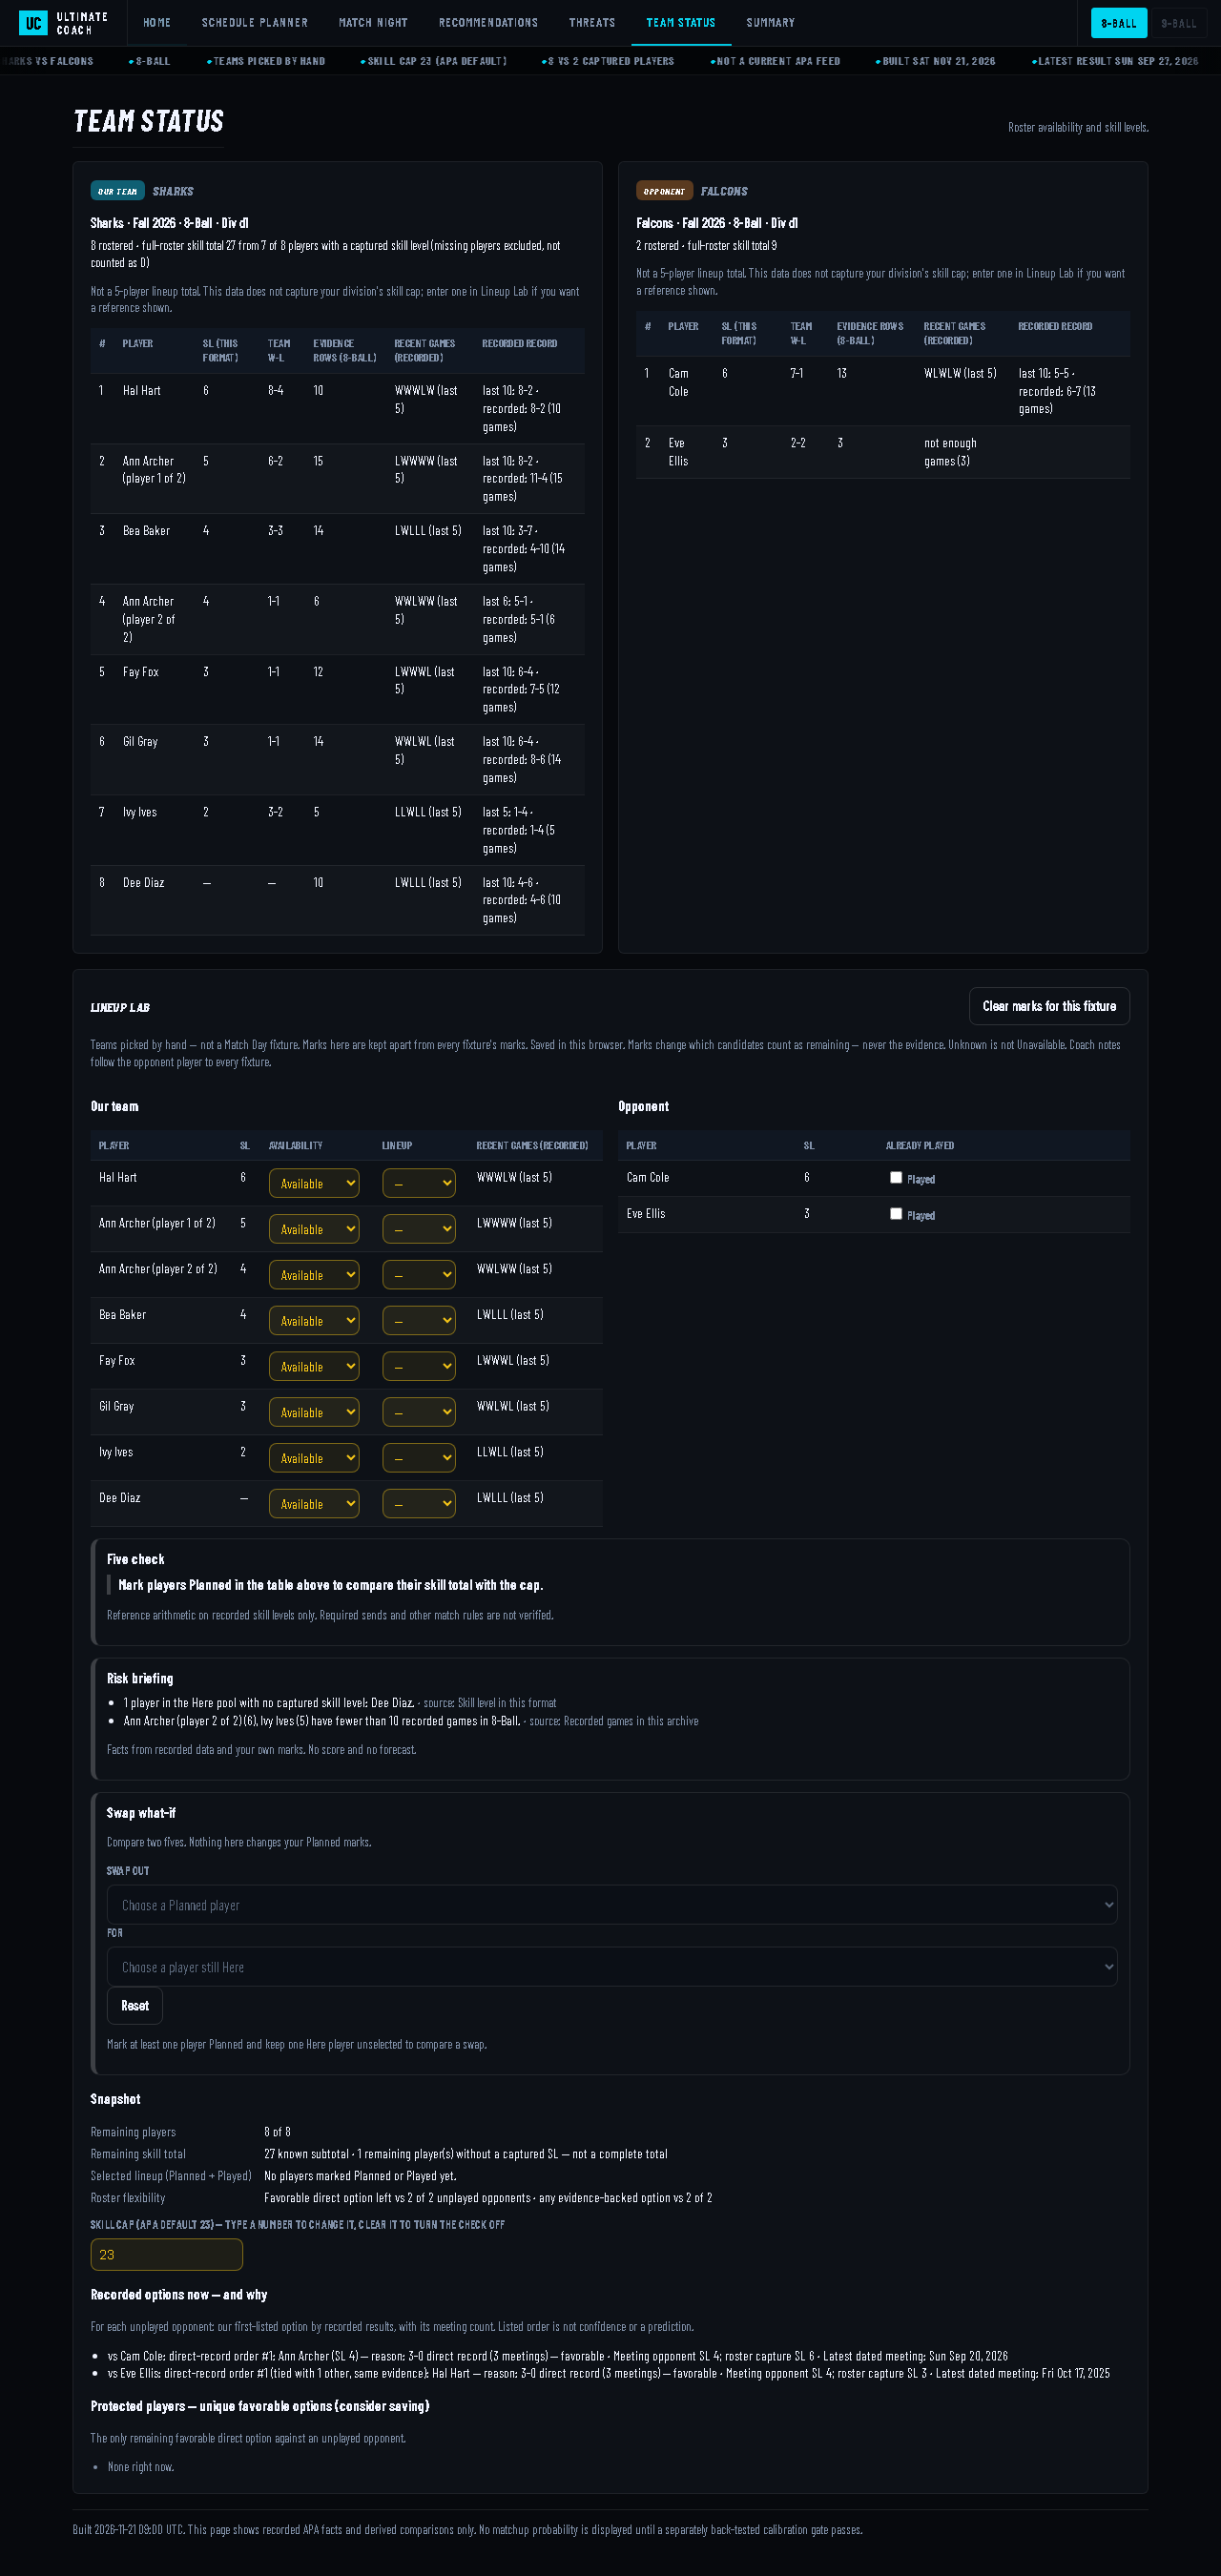 UC
ULTIMATE
COACH
HOME
SCHEDULE PLANNER
MATCH NIGHT
RECOMMENDATIONS
THREATS
TEAM STATUS
SUMMARY
8-BALL
9-BALL
VS FALCONS
8-BALL
TEAMS PICKED BY HAND
SKILL CAP 23 (APA DEFAULT)
8 VS 2 CAPTURED PLAYERS
NOT A CURRENT APA FEED
BUILT SAT NOV 21, 2026
LATEST RESULT SUN SEP 27, 2026
TEAM STATUS
Roster availability and skill levels.
OUR TEAM
SHARKS
Sharks · Fall 2026 · 8-Ball · Div d1
8 rostered · full-roster skill total 27 from 7 of 8 players with a captured skill level (missing players excluded, not
counted as 0)
Not a 5-player lineup total. This data does not capture your division's skill cap; enter one in Lineup Lab if you want
a reference shown.
# PLAYER SL (THIS FORMAT) TEAM W-L EVIDENCE ROWS (8-BALL) RECENT GAMES (RECORDED) RECORDED RECORD
1 Hal Hart 6 8-4 10 WWWLW (last 5) last 10: 8-2 · recorded: 8-2 (10 games)
2 Ann Archer (player 1 of 2) 5 6-2 15 LWWWW (last 5) last 10: 8-2 · recorded: 11-4 (15 games)
3 Bea Baker 4 3-3 14 LWLLL (last 5) last 10: 3-7 · recorded: 4-10 (14 games)
4 Ann Archer (player 2 of 2) 4 1-1 6 WWLWW (last 5) last 6: 5-1 · recorded: 5-1 (6 games)
5 Fay Fox 3 1-1 12 LWWWL (last 5) last 10: 6-4 · recorded: 7-5 (12 games)
6 Gil Gray 3 1-1 14 WWLWL (last 5) last 10: 6-4 · recorded: 8-6 (14 games)
7 Ivy Ives 2 3-2 5 LLWLL (last 5) last 5: 1-4 · recorded: 1-4 (5 games)
8 Dee Diaz — — 10 LWLLL (last 5) last 10: 4-6 · recorded: 4-6 (10 games)
OPPONENT
FALCONS
Falcons · Fall 2026 · 8-Ball · Div d1
2 rostered · full-roster skill total 9
Not a 5-player lineup total. This data does not capture your division's skill cap; enter one in Lineup Lab if you want
a reference shown.
# PLAYER SL (THIS FORMAT) TEAM W-L EVIDENCE ROWS (8-BALL) RECENT GAMES (RECORDED) RECORDED RECORD
1 Cam Cole 6 7-1 13 WLWLW (last 5) last 10: 5-5 · recorded: 6-7 (13 games)
2 Eve Ellis 3 2-2 3 not enough games (3)
LINEUP LAB
Clear marks for this fixture
Teams picked by hand — not a Match Day fixture. Marks here are kept apart from every fixture's marks. Saved in this browser. Marks change which candidates count as remaining — never the evidence. Unknown is not Unavailable. Coach notes
follow the opponent player to every fixture.
Our team
PLAYER SL AVAILABILITY LINEUP RECENT GAMES (RECORDED)
Hal Hart 6 Available — WWWLW (last 5)
Ann Archer (player 1 of 2) 5 Available — LWWWW (last 5)
Ann Archer (player 2 of 2) 4 Available — WWLWW (last 5)
Bea Baker 4 Available — LWLLL (last 5)
Fay Fox 3 Available — LWWWL (last 5)
Gil Gray 3 Available — WWLWL (last 5)
Ivy Ives 2 Available — LLWLL (last 5)
Dee Diaz — Available — LWLLL (last 5)
Opponent
PLAYER SL ALREADY PLAYED
Cam Cole 6 Played
Eve Ellis 3 Played
Five check
Mark players Planned in the table above to compare their skill total with the cap.
Reference arithmetic on recorded skill levels only. Required sends and other match rules are not verified.
Risk briefing
• 1 player in the Here pool with no captured skill level: Dee Diaz. · source: Skill level in this format
• Ann Archer (player 2 of 2) (6), Ivy Ives (5) have fewer than 10 recorded games in 8-Ball. · source: Recorded games in this archive
Facts from recorded data and your own marks. No score and no forecast.
Swap what-if
Compare two fives. Nothing here changes your Planned marks.
SWAP OUT
Choose a Planned player
FOR
Choose a player still Here
Reset
Mark at least one player Planned and keep one Here player unselected to compare a swap.
Snapshot
Remaining players 8 of 8
Remaining skill total 27 known subtotal · 1 remaining player(s) without a captured SL — not a complete total
Selected lineup (Planned + Played) No players marked Planned or Played yet.
Roster flexibility Favorable direct option left vs 2 of 2 unplayed opponents · any evidence-backed option vs 2 of 2
SKILL CAP (APA DEFAULT 23) — TYPE A NUMBER TO CHANGE IT, CLEAR IT TO TURN THE CHECK OFF
23
Recorded options now — and why
For each unplayed opponent: our first-listed option by recorded results, with its meeting count. Listed order is not confidence or a prediction.
• vs Cam Cole: direct-record order #1: Ann Archer (SL 4) — reason: 3-0 direct record (3 meetings) — favorable · Meeting opponent SL 4; roster capture SL 6 · Latest dated meeting: Sun Sep 20, 2026
• vs Eve Ellis: direct-record order #1 (tied with 1 other, same evidence): Hal Hart — reason: 3-0 direct record (3 meetings) — favorable · Meeting opponent SL 4; roster capture SL 3 · Latest dated meeting: Fri Oct 17, 2025
Protected players — unique favorable options (consider saving)
The only remaining favorable direct option against an unplayed opponent.
• None right now.
Built 2026-11-21 09:00 UTC. This page shows recorded APA facts and derived comparisons only. No matchup probability is displayed until a separately back-tested calibration gate passes.